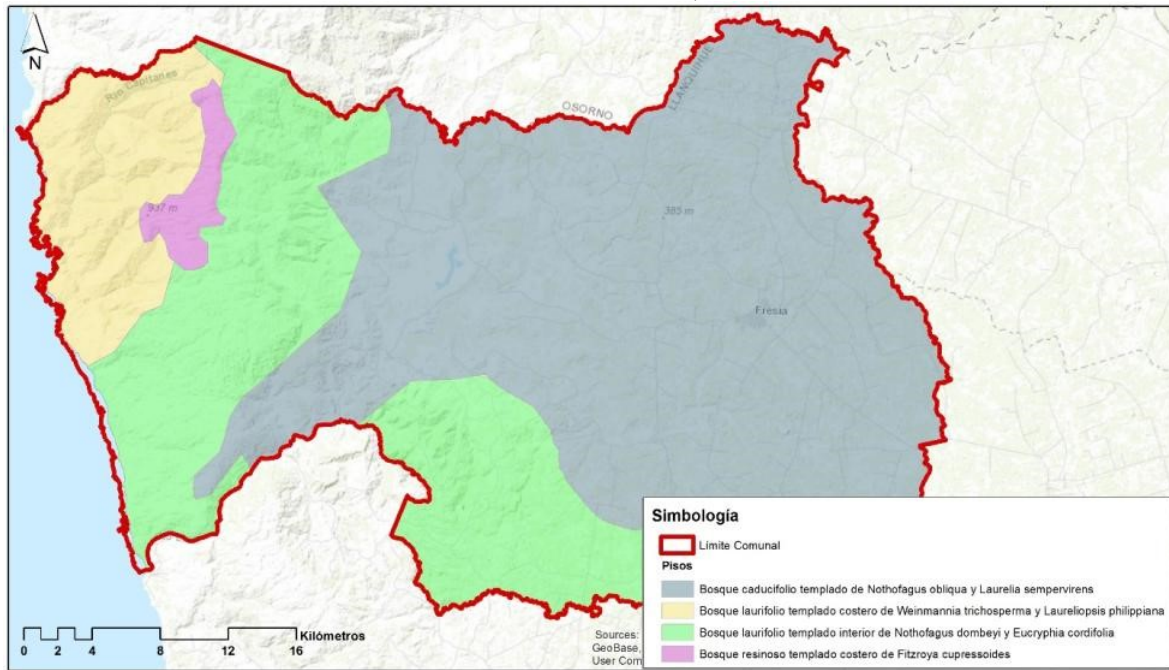 N
Río Capitanes
937 m
OSORNO
LLANQUIHUE
385 m
Fresia
0 2 4 8 12 16
Kilómetros
Sources:
GeoBase,
User Com
Simbología
Límite Comunal
Pisos
Bosque caducifolio templado de Nothofagus obliqua y Laurelia sempervirens
Bosque laurifolio templado costero de Weinmannia trichosperma y Laureliopsis philippiana
Bosque laurifolio templado interior de Nothofagus dombeyi y Eucryphia cordifolia
Bosque resinoso templado costero de Fitzroya cupressoides